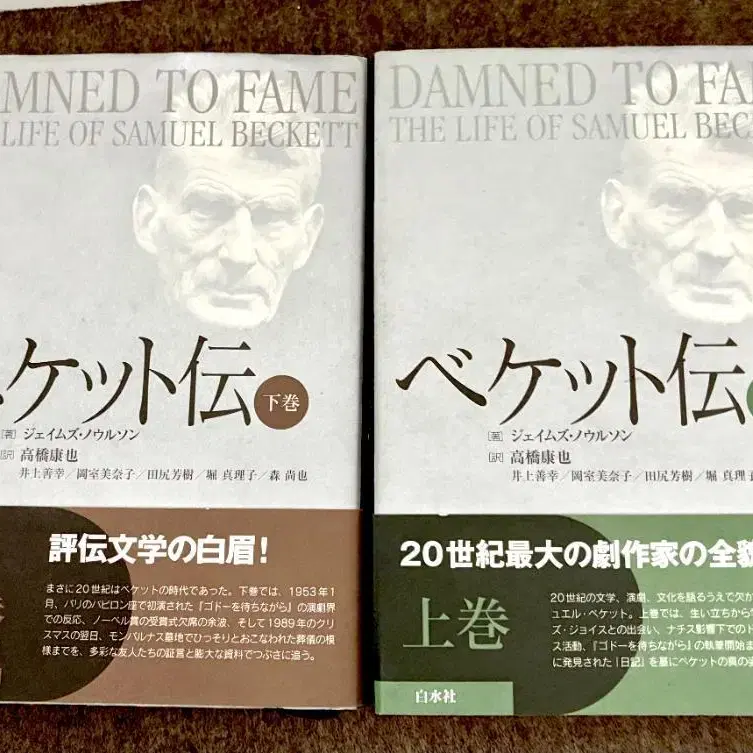 MNED TO FAME
LIFE OF SAMUEL BECKETT
ケット伝
下巻
[著] ジェイムズ・ノウルソン
訳] 高橋康也
井上善幸／岡室美奈子／田尻芳樹／堀 真理子／森 尚也
評伝文学の白眉!
まさに20世紀はベケットの時代であった。下巻では、1953年1
月、パリのバビロン座で初演された『ゴドーを待ちながら』の演劇界
での反応、ノーベル賞の受賞式欠席の余波、そして1989年のクリ
スマスの翌日、モンパルナス墓地でひっそりとおこなわれた葬儀の模
様までを、多彩な友人たちの証言と膨大な資料でつぶさに追う。
DAMNED TO FA
THE LIFE OF SAMUEL BECK
ベケット伝
[著] ジェイムズ・ノウルソン
[訳] 高橋康也
井上善幸／岡室美奈子／田尻芳樹／堀 真理子
20世紀最大の劇作家の全貌
上巻
20世紀の文学、演劇、文化を語るうえで欠か
ュエル・ベケット。上巻では、生い立ちから
ズ・ジョイスとの出会い、ナチス影響下でのド
ス活動、『ゴドーを待ちながら』の執筆開始ま
に発見された「日記」を基にベケットの真の姿
白水社